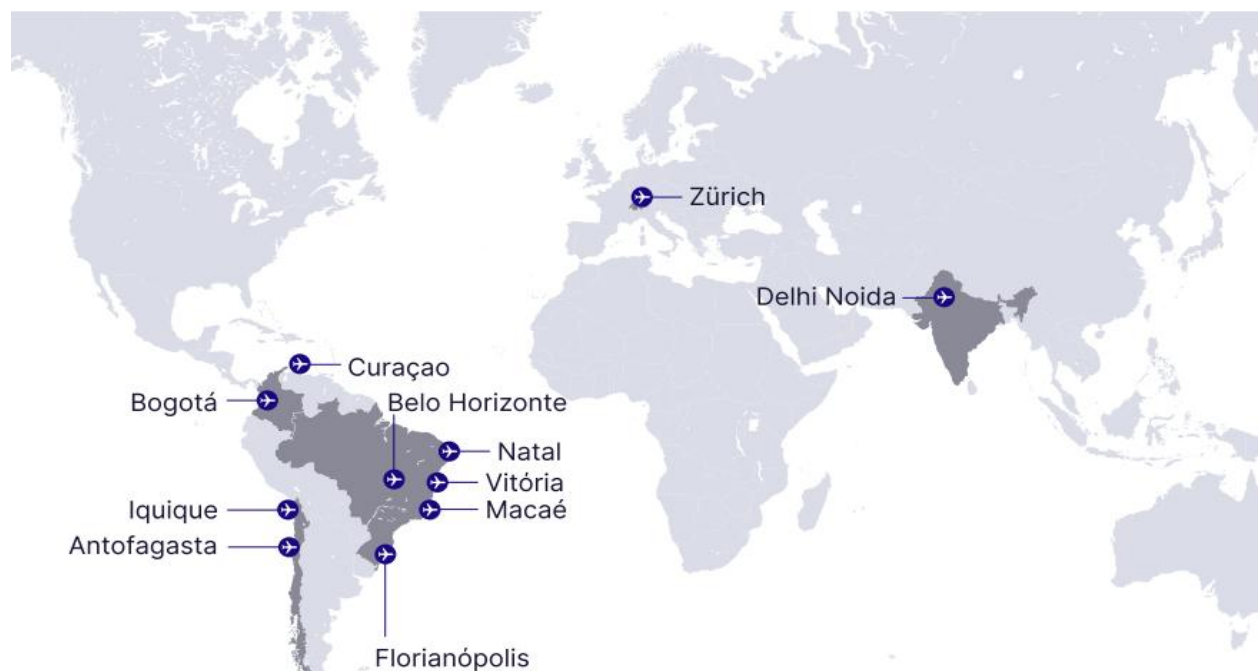 Zürich
Delhi Noida
Curaçao
Bogotá
Belo Horizonte
Natal
Vitória
Iquique
Macaé
Antofagasta
Florianópolis